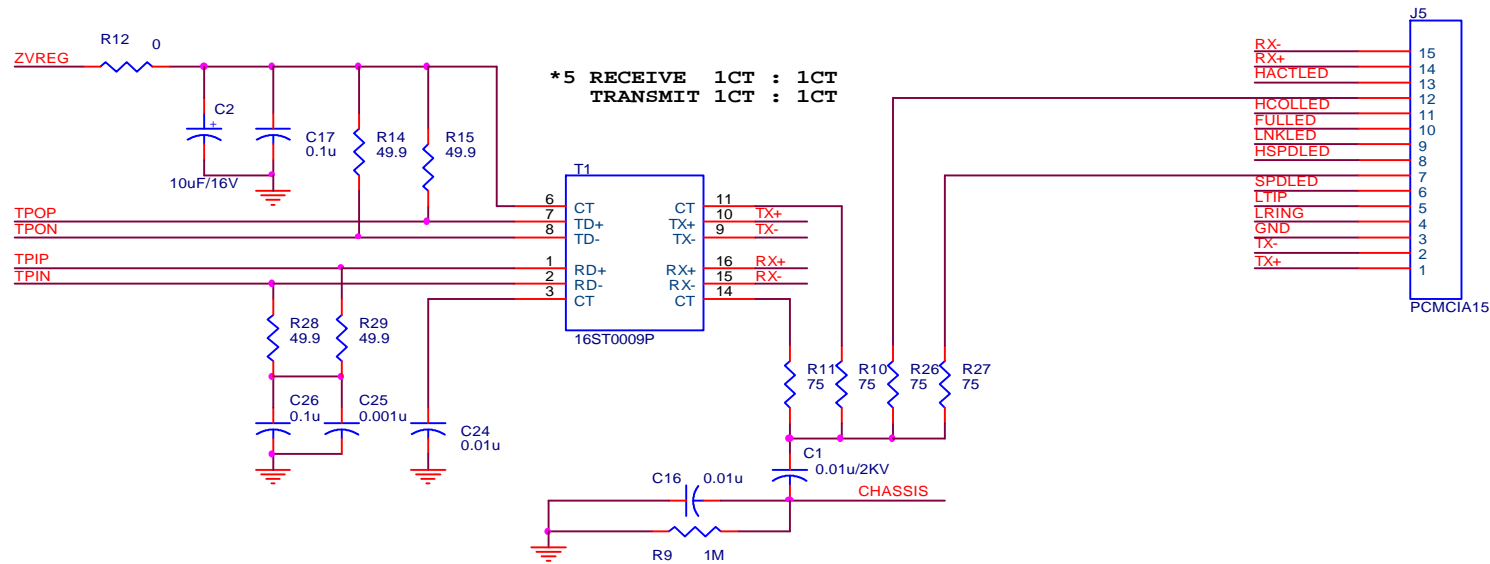 J5
R12
0
ZVREG
RX-
15
RX+
14
HACTLED
13
12
HCOLLED
11
FULLED
10
LNKLED
9
HSPDLED
8
7
SPDLED
6
LTIP
5
LRING
4
GND
3
TX-
2
TX+
1
PCMCIA15
*5 RECEIVE 1CT : 1CT
TRANSMIT 1CT : 1CT
C2
+
10uF/16V
C17
0.1u
R14
49.9
R15
49.9
T1
6
CT
CT
11
TPOP
7
TD+
TX+
10
TX+
TPON
8
TD-
TX-
9
TX-
TPIP
1
RD+
RX+
16
RX+
TPIN
2
RD-
RX-
15
RX-
3
CT
CT
14
16ST0009P
R28
49.9
R29
49.9
R11
75
R10
75
R26
75
R27
75
C26
0.1u
C25
0.001u
C24
0.01u
C1
0.01u/2KV
C16
0.01u
CHASSIS
R9
1M